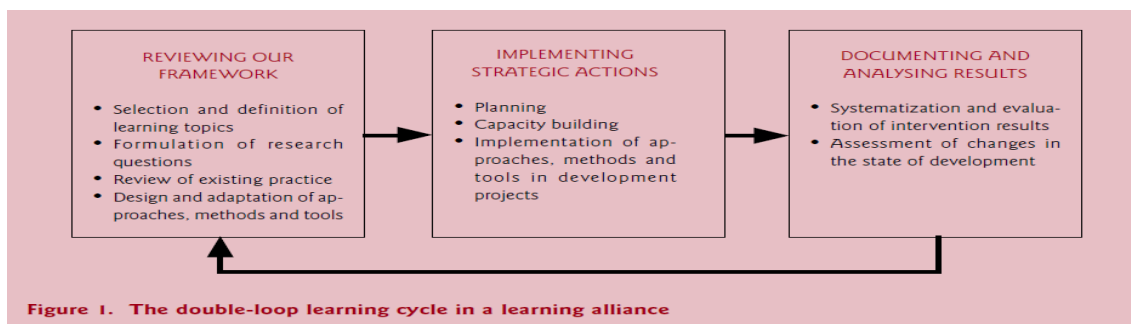 REVIEWING OUR
FRAMEWORK
• Selection and definition of
learning topics
• Formulation of research
questions
• Review of existing practice
• Design and adaptation of ap-
proaches, methods and tools
IMPLEMENTING
STRATEGIC ACTIONS
• Planning
• Capacity building
• Implementation of ap-
proaches, methods and
tools in development
projects
DOCUMENTING AND
ANALYSING RESULTS
• Systematization and evalua-
tion of intervention results
• Assessment of changes in
the state of development
Figure 1. The double-loop learning cycle in a learning alliance